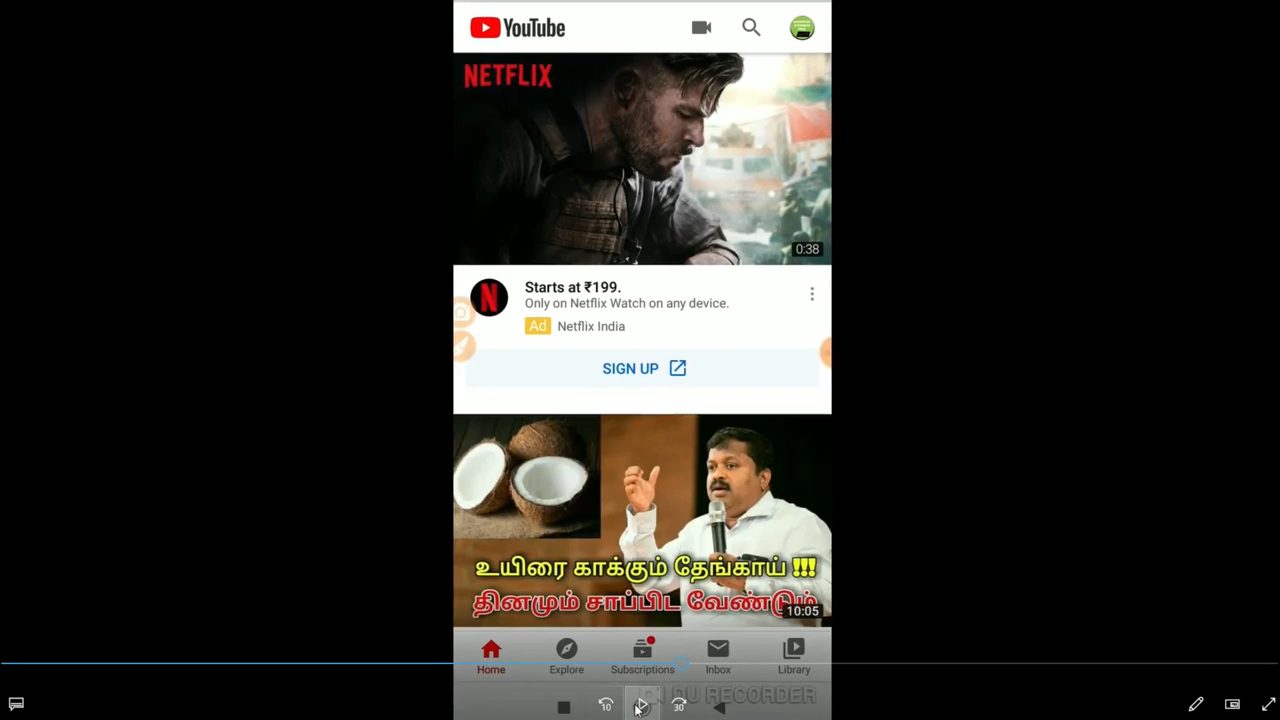 YouTube
NETFLIX
0:38
Starts at ₹199.
Only on Netflix Watch on any device.
Ad Netflix India
SIGN UP
உயிரை காக்கும் தேங்காய் !!!
தினமும் சாப்பிட வேண்டும்
10:05
Home Explore Subscriptions Inbox Library
DU RECORDER
10 30